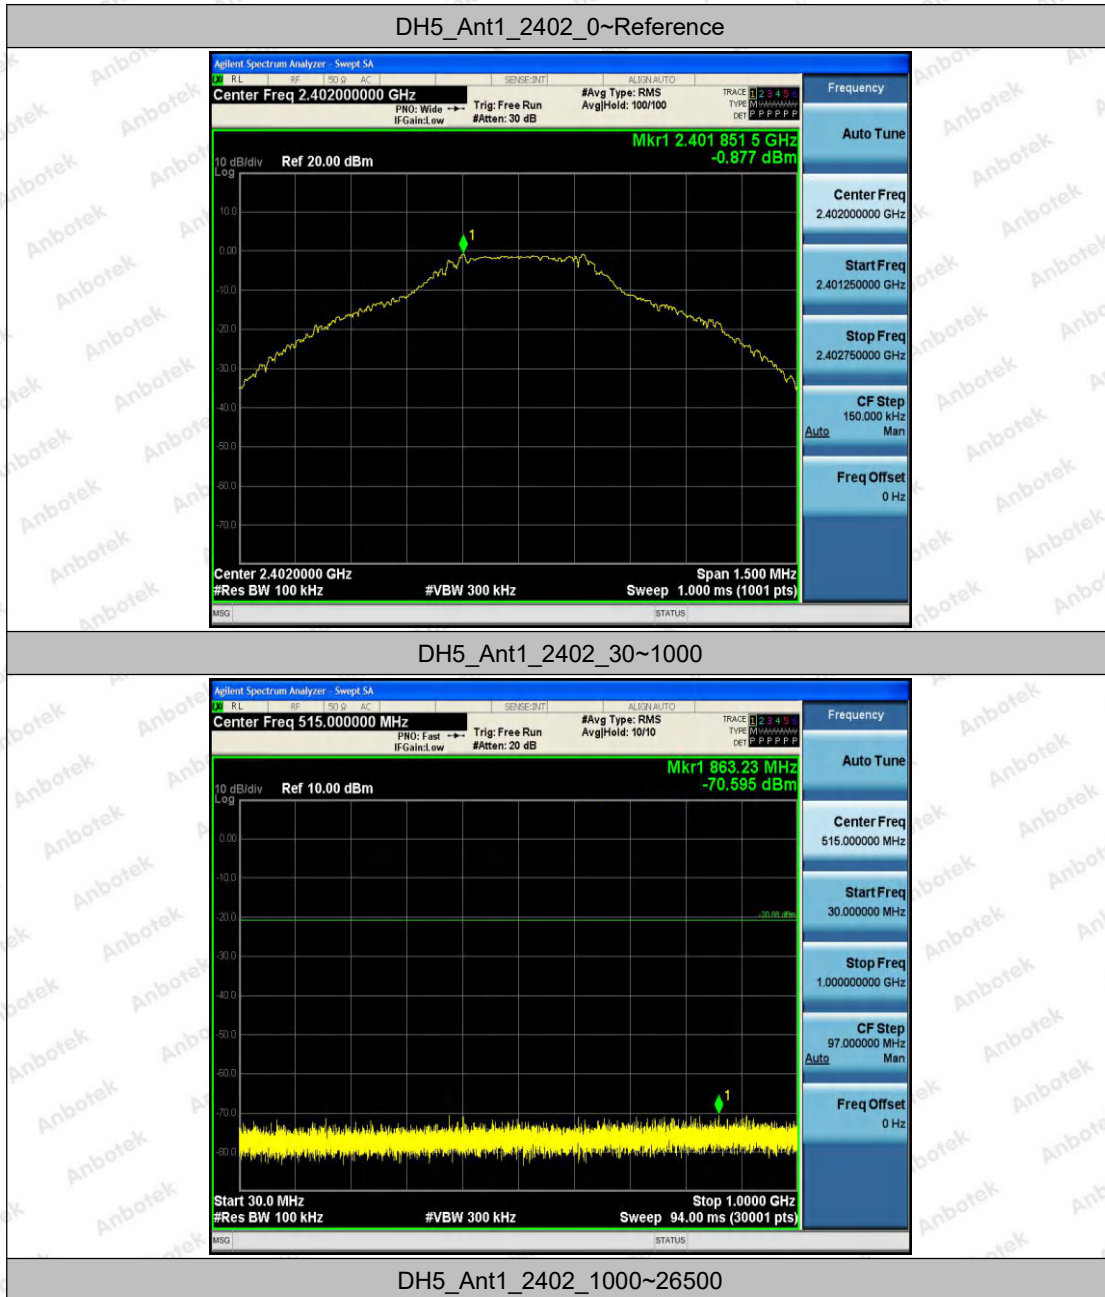 DH5_Ant1_2402_0~Reference
Agilent Spectrum Analyzer - Swept SA
RL RF 50 Ω AC SENSE:INT ALIGN AUTO
Center Freq 2.402000000 GHz
PNO: Wide
IFGain:Low
Trig: Free Run
#Atten: 30 dB
#Avg Type: RMS
Avg|Hold: 100/100
TRACE 1 2 3 4 5 6
TYPE M
DET P P P P P P
Mkr1 2.401 851 5 GHz
-0.877 dBm
10 dB/div Ref 20.00 dBm
Log
10.0
0.00
-10.0
-20.0
-30.0
-40.0
-50.0
-60.0
-70.0
1
Center 2.4020000 GHz
Span 1.500 MHz
#Res BW 100 kHz #VBW 300 kHz Sweep 1.000 ms (1001 pts)
MSG STATUS
Frequency
Auto Tune
Center Freq
2.402000000 GHz
Start Freq
2.401250000 GHz
Stop Freq
2.402750000 GHz
CF Step
150.000 kHz
Auto Man
Freq Offset
0 Hz
DH5_Ant1_2402_30~1000
Agilent Spectrum Analyzer - Swept SA
RL RF 50 Ω AC SENSE:INT ALIGN AUTO
Center Freq 515.000000 MHz
PNO: Fast
IFGain:Low
Trig: Free Run
#Atten: 20 dB
#Avg Type: RMS
Avg|Hold: 10/10
TRACE 1 2 3 4 5 6
TYPE M
DET P P P P P P
Mkr1 863.23 MHz
-70.595 dBm
10 dB/div Ref 10.00 dBm
Log
0.00
-10.0
-20.0
-30.0
-40.0
-50.0
-60.0
-70.0
-80.0
-20.88 dBm
1
Start 30.0 MHz
Stop 1.0000 GHz
#Res BW 100 kHz #VBW 300 kHz Sweep 94.00 ms (30001 pts)
MSG STATUS
Frequency
Auto Tune
Center Freq
515.000000 MHz
Start Freq
30.000000 MHz
Stop Freq
1.000000000 GHz
CF Step
97.000000 MHz
Auto Man
Freq Offset
0 Hz
DH5_Ant1_2402_1000~26500
Anbotek